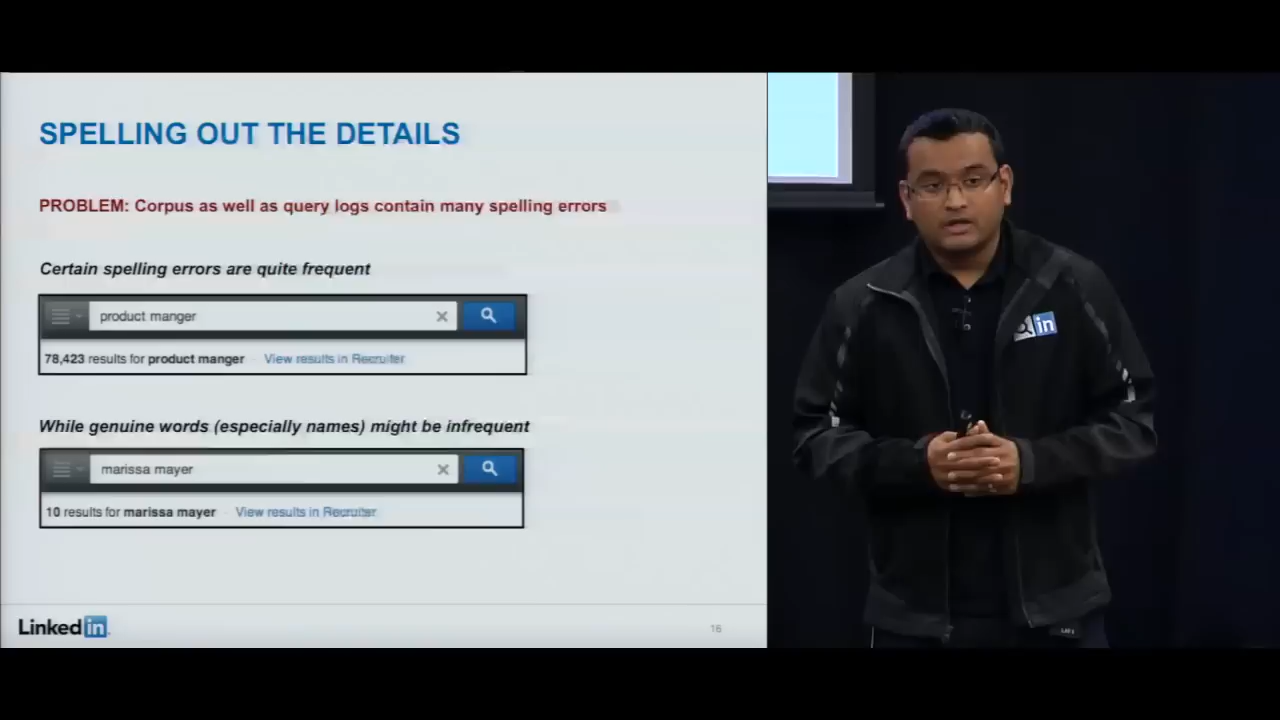 SPELLING OUT THE DETAILS
PROBLEM: Corpus as well as query logs contain many spelling errors
Certain spelling errors are quite frequent
product manger
78,423 results for product manger · View results in Recruiter
While genuine words (especially names) might be infrequent
marissa mayer
10 results for marissa mayer · View results in Recruiter
Linked in
16
in